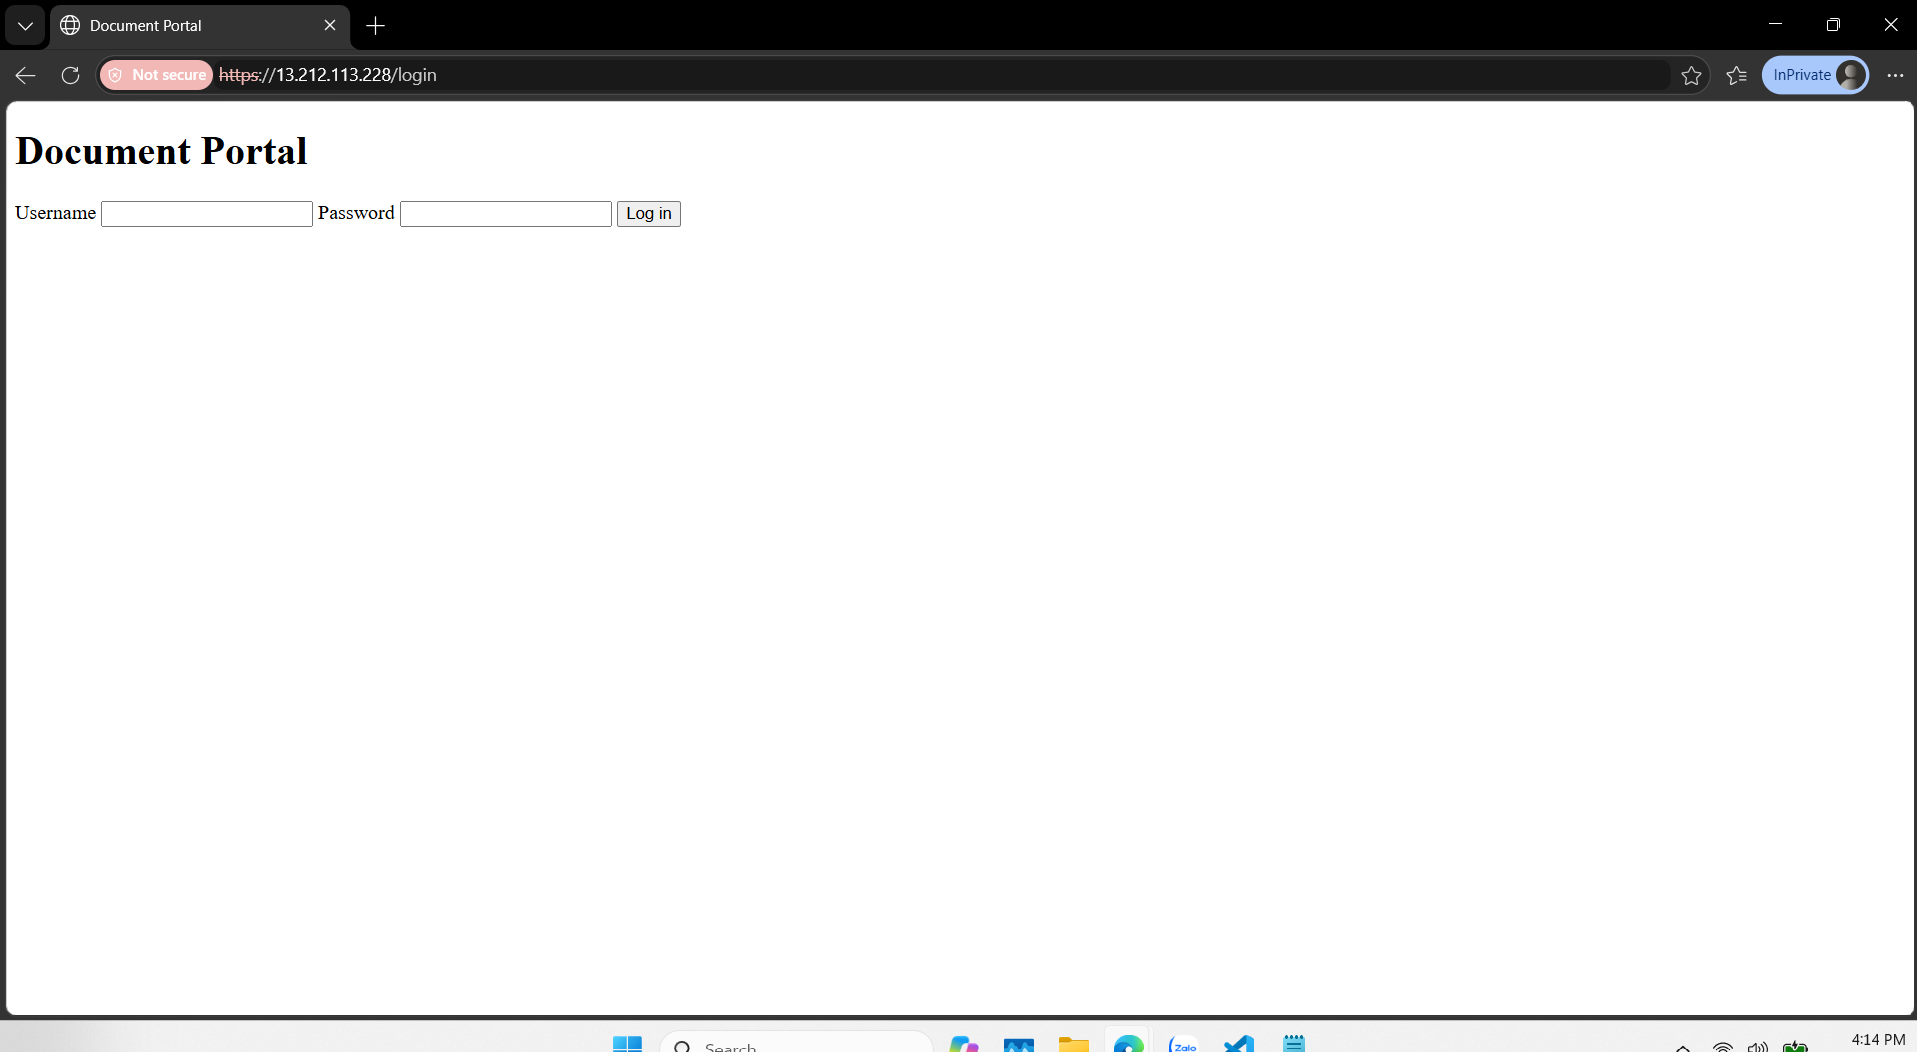 Document Portal
Not secure https://13.212.113.228/login
InPrivate
Document Portal
Username Password Log in
Search
Zalo
4:14 PM